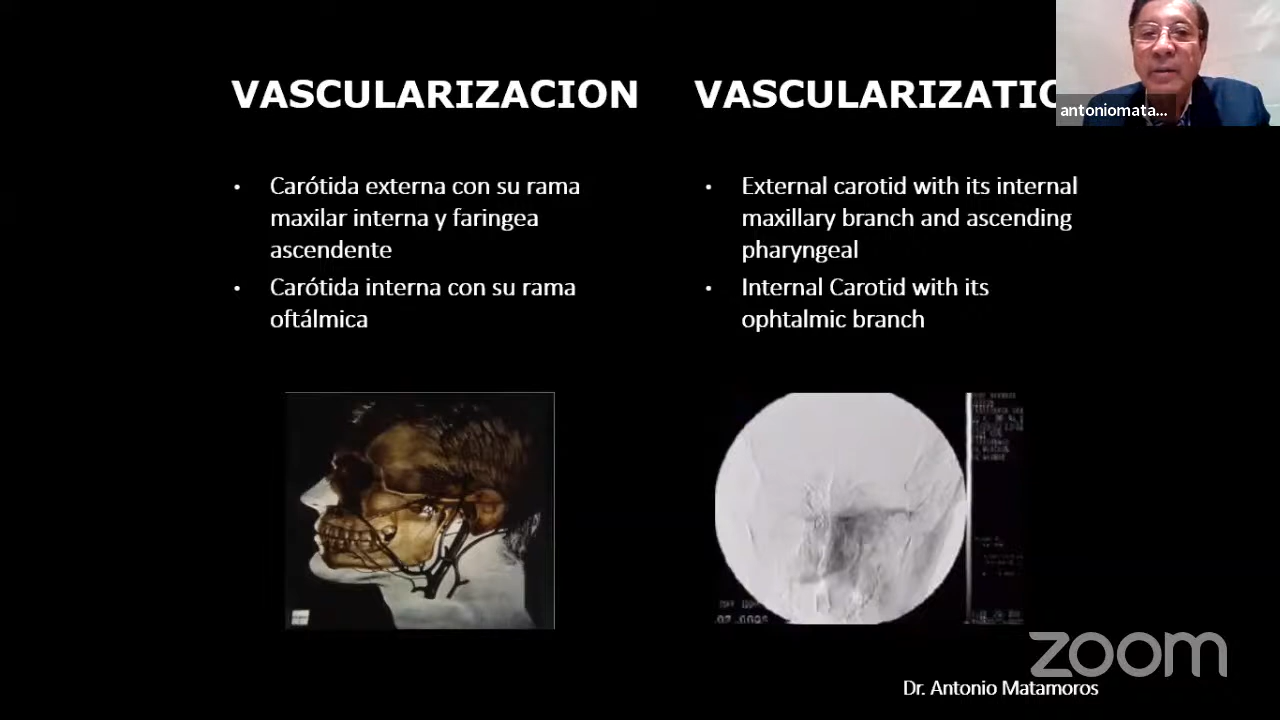 VASCULARIZACION
Carótida externa con su rama
maxilar interna y faringea
ascendente
Carótida interna con su rama
oftálmica
VASCULARIZATIO
External carotid with its internal
maxillary branch and ascending
pharyngeal
Internal Carotid with its
ophtalmic branch
antoniomata...
zoom
Dr. Antonio Matamoros